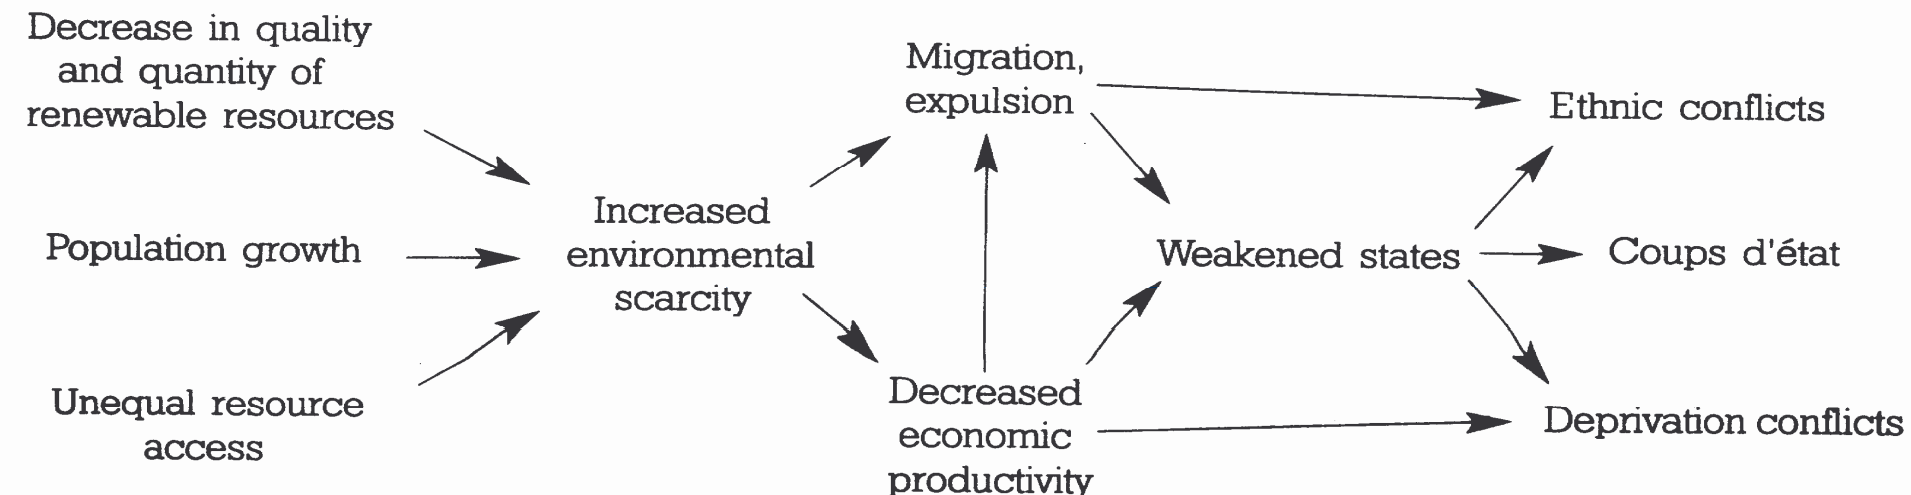 Decrease in quality
and quantity of
renewable resources
Population growth
Unequal resource
access
Increased
environmental
scarcity
Migration,
expulsion
Decreased
economic
productivity
Weakened states
Ethnic conflicts
Coups d'état
Deprivation conflicts